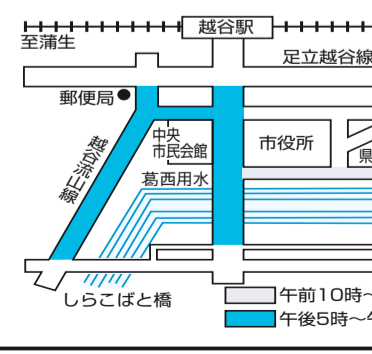 越谷駅
至蒲生
足立越谷線
郵便局
中央
市民会館
市役所
県
越谷流山線
葛西用水
しらこばと橋
午前10時〜
午後5時〜午